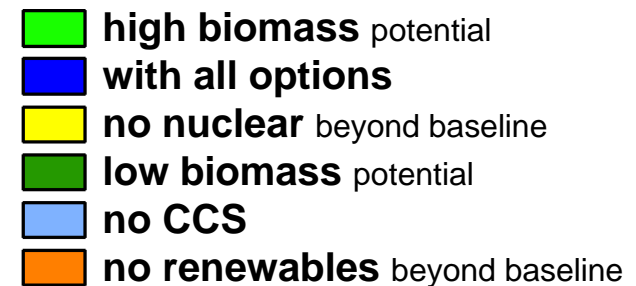 high biomass potential
with all options
no nuclear beyond baseline
low biomass potential
no CCS
no renewables beyond baseline